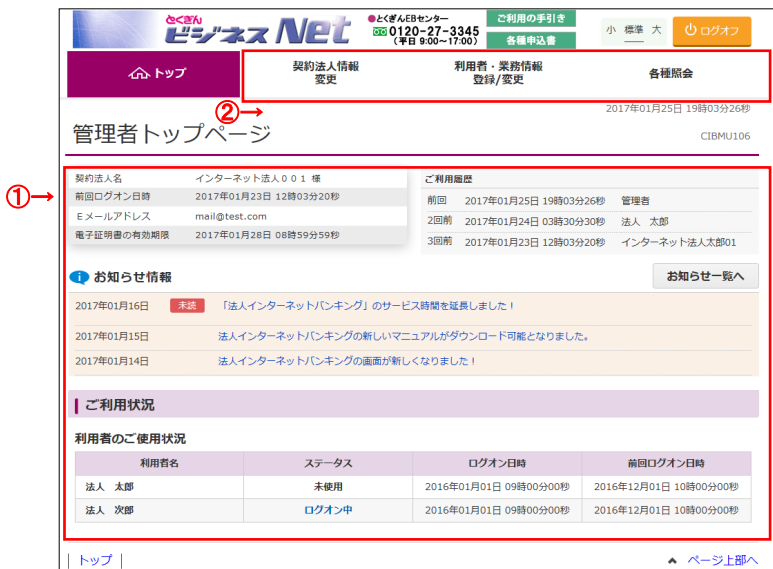 とくぎん
ビジネスNet
●とくぎんEBセンター
0120-27-3345
(平日 9:00~17:00)
ご利用の手引き
各種申込書
小 標準 大
ログオフ
トップ
契約法人情報
変更
利用者・業務情報
登録/変更
各種照会
②→
2017年01月25日 19時03分26秒
管理者トップページ
CIBMU106
①→
契約法人名 インターネット法人001 様
前回ログオン日時 2017年01月23日 12時03分20秒
Eメールアドレス mail@test.com
電子証明書の有効期限 2017年01月28日 08時59分59秒
ご利用履歴
前回 2017年01月25日 19時03分26秒 管理者
2回前 2017年01月24日 03時30分30秒 法人 太郎
3回前 2017年01月23日 12時03分20秒 インターネット法人太郎01
お知らせ情報
お知らせ一覧へ
2017年01月16日 未読 「法人インターネットバンキング」のサービス時間を延長しました!
2017年01月15日 法人インターネットバンキングの新しいマニュアルがダウンロード可能となりました。
2017年01月14日 法人インターネットバンキングの画面が新しくなりました!
ご利用状況
利用者のご使用状況
利用者名 ステータス ログオン日時 前回ログオン日時
法人 太郎 未使用 2016年01月01日 09時00分00秒 2016年12月01日 10時00分00秒
法人 次郎 ログオン中 2016年01月01日 09時00分00秒 2016年12月01日 10時00分00秒
トップ
ページ上部へ